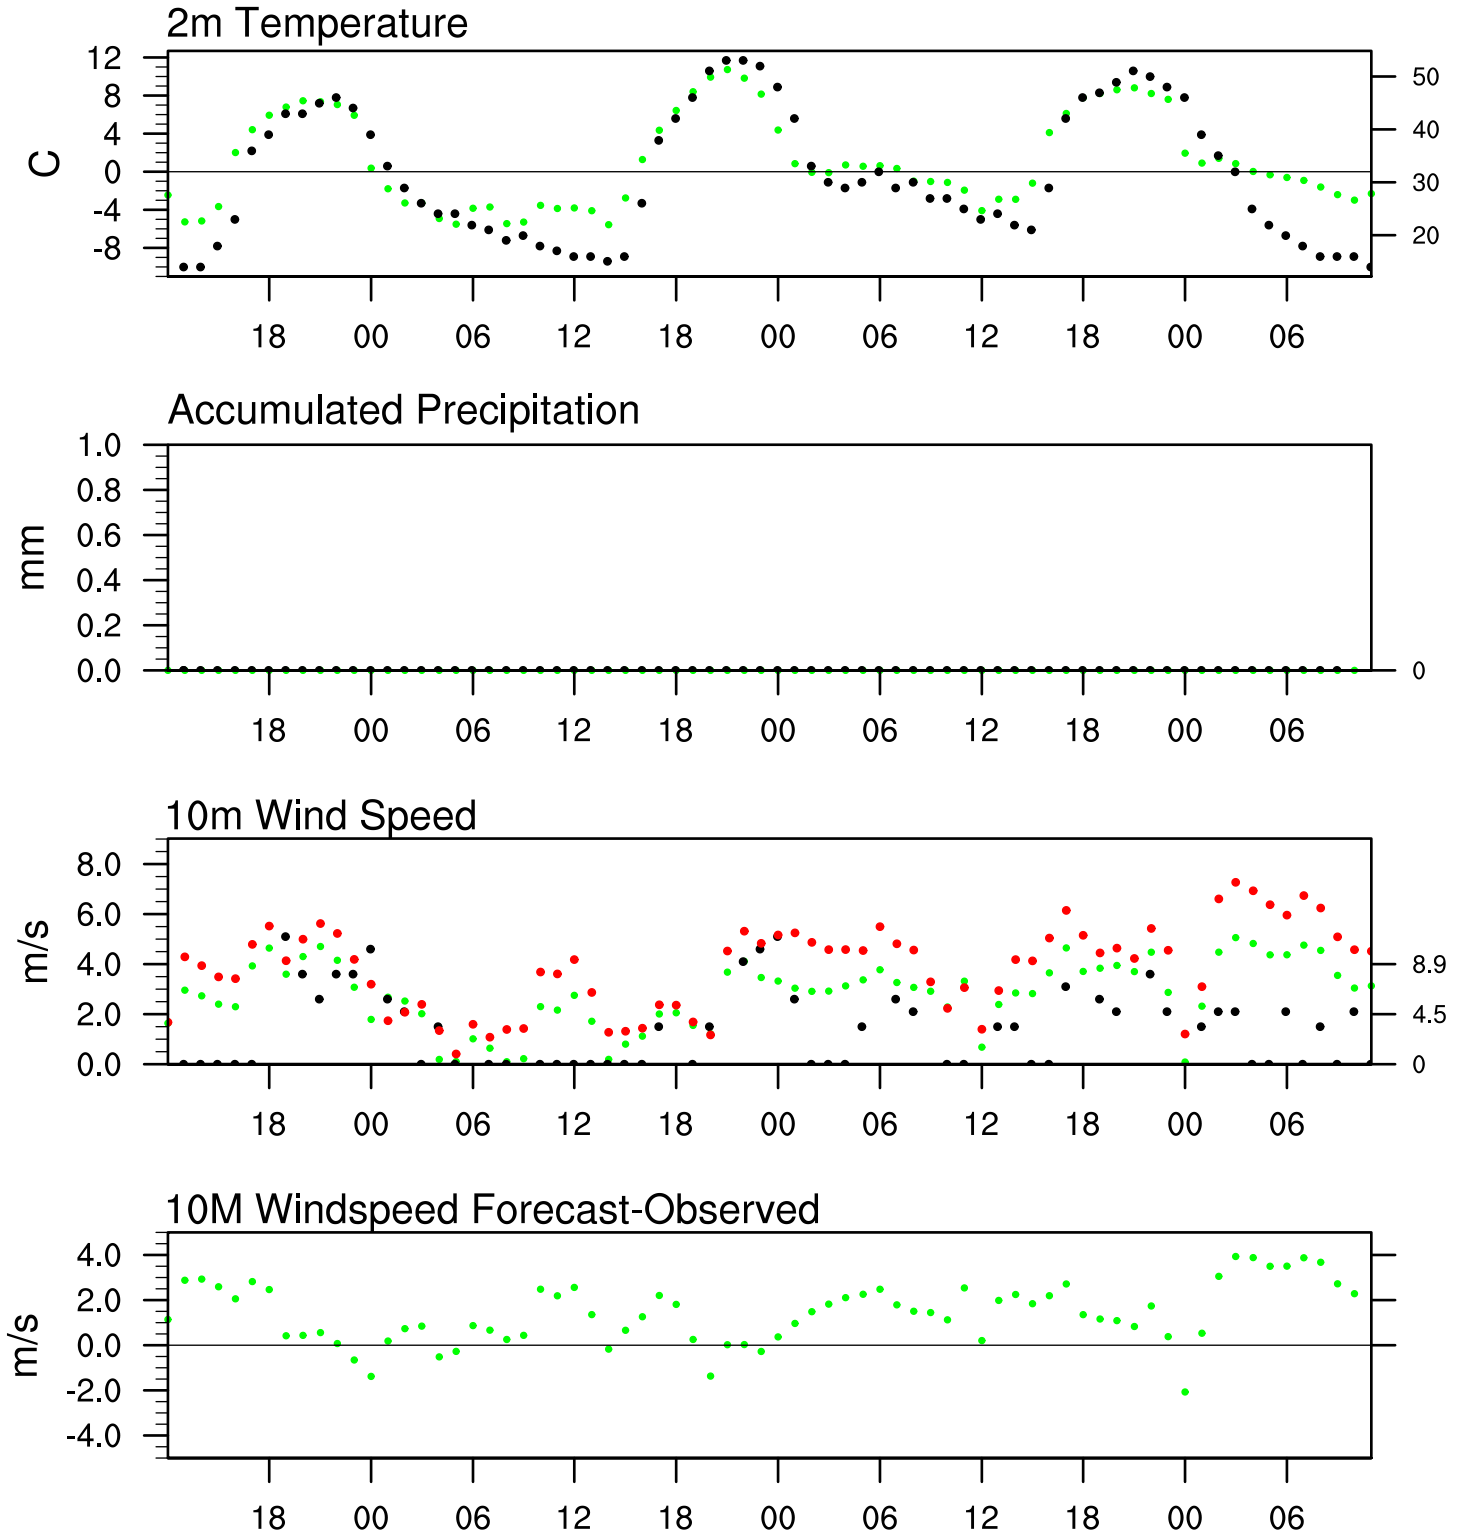 2m Temperature
12
8
4
0
-4
-8
C
50
40
30
20
18 00 06 12 18 00 06 12 18 00 06
Accumulated Precipitation
1.0
0.8
0.6
0.4
0.2
0.0
mm
0
18 00 06 12 18 00 06 12 18 00 06
10m Wind Speed
8.0
6.0
4.0
2.0
0.0
m/s
8.9
4.5
0
18 00 06 12 18 00 06 12 18 00 06
10M Windspeed Forecast-Observed
4.0
2.0
0.0
-2.0
-4.0
m/s
18 00 06 12 18 00 06 12 18 00 06